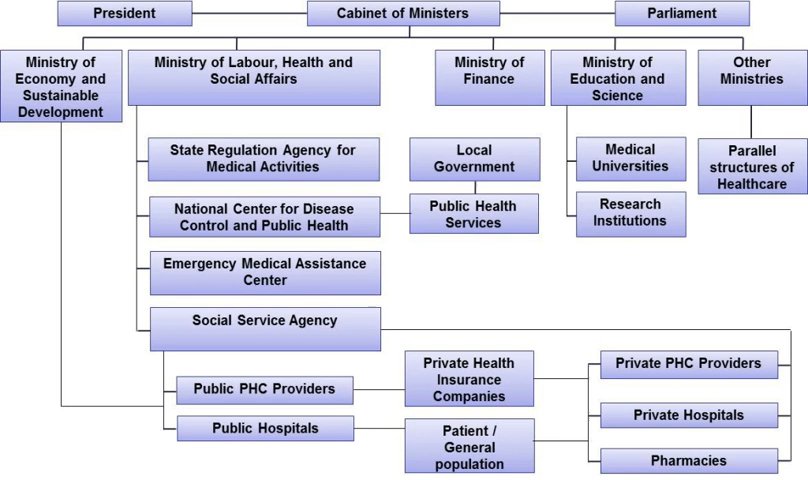 President
Cabinet of Ministers
Parliament
Ministry of
Economy and
Sustainable
Development
Ministry of Labour, Health and
Social Affairs
Ministry of
Finance
Ministry of
Education and
Science
Other
Ministries
State Regulation Agency for
Medical Activities
Local
Government
Medical
Universities
Parallel
structures of
Healthcare
National Center for Disease
Control and Public Health
Public Health
Services
Research
Institutions
Emergency Medical Assistance
Center
Social Service Agency
Public PHC Providers
Private Health
Insurance
Companies
Private PHC Providers
Public Hospitals
Patient /
General
population
Private Hospitals
Pharmacies